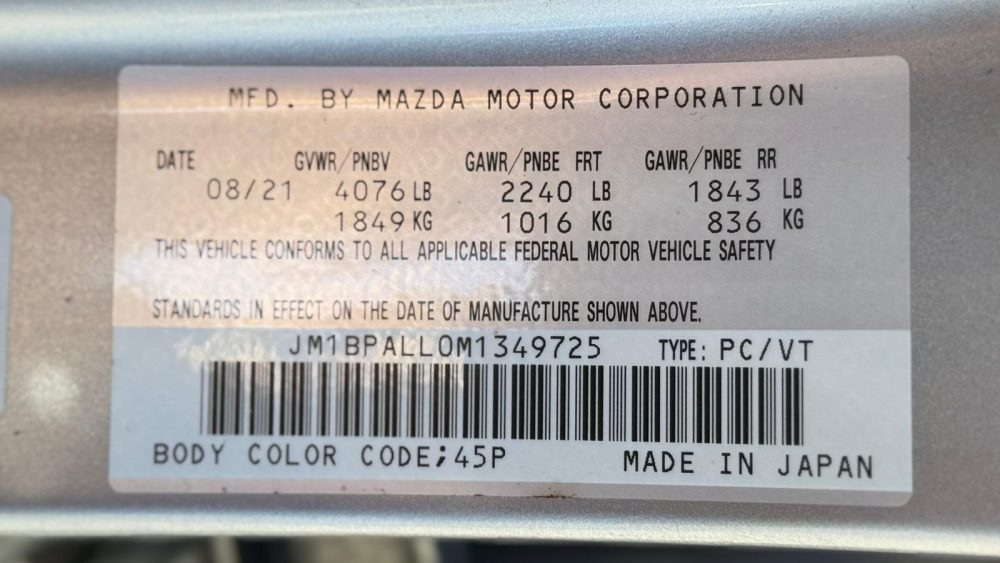 MFD. BY MAZDA MOTOR CORPORATION
DATE GVWR/PNBV GAWR/PNBE FRT GAWR/PNBE RR
08/21 4076 LB 2240 LB 1843 LB
1849 KG 1016 KG 836 KG
THIS VEHICLE CONFORMS TO ALL APPLICABLE FEDERAL MOTOR VEHICLE SAFETY
STANDARDS IN EFFECT ON THE DATE OF MANUFACTURE SHOWN ABOVE.
JM1BPALL0M1349725 TYPE: PC/VT
BODY COLOR CODE;45P MADE IN JAPAN